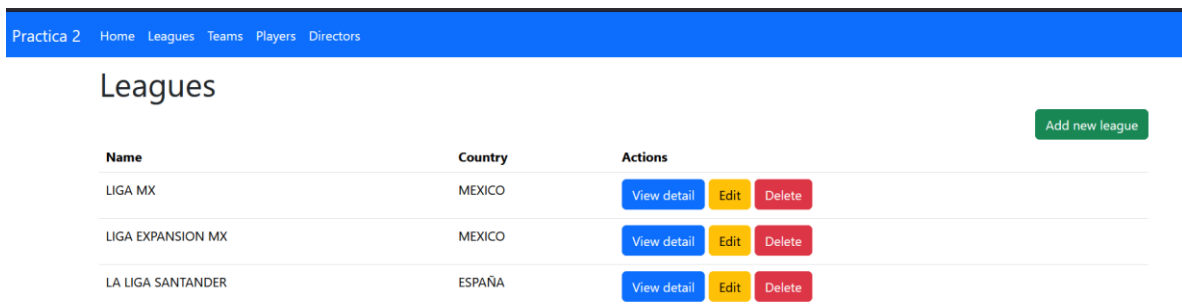 Practica 2 Home Leagues Teams Players Directors
Leagues
Add new league
Name Country Actions
LIGA MX MEXICO View detail Edit Delete
LIGA EXPANSION MX MEXICO View detail Edit Delete
LA LIGA SANTANDER ESPAÑA View detail Edit Delete